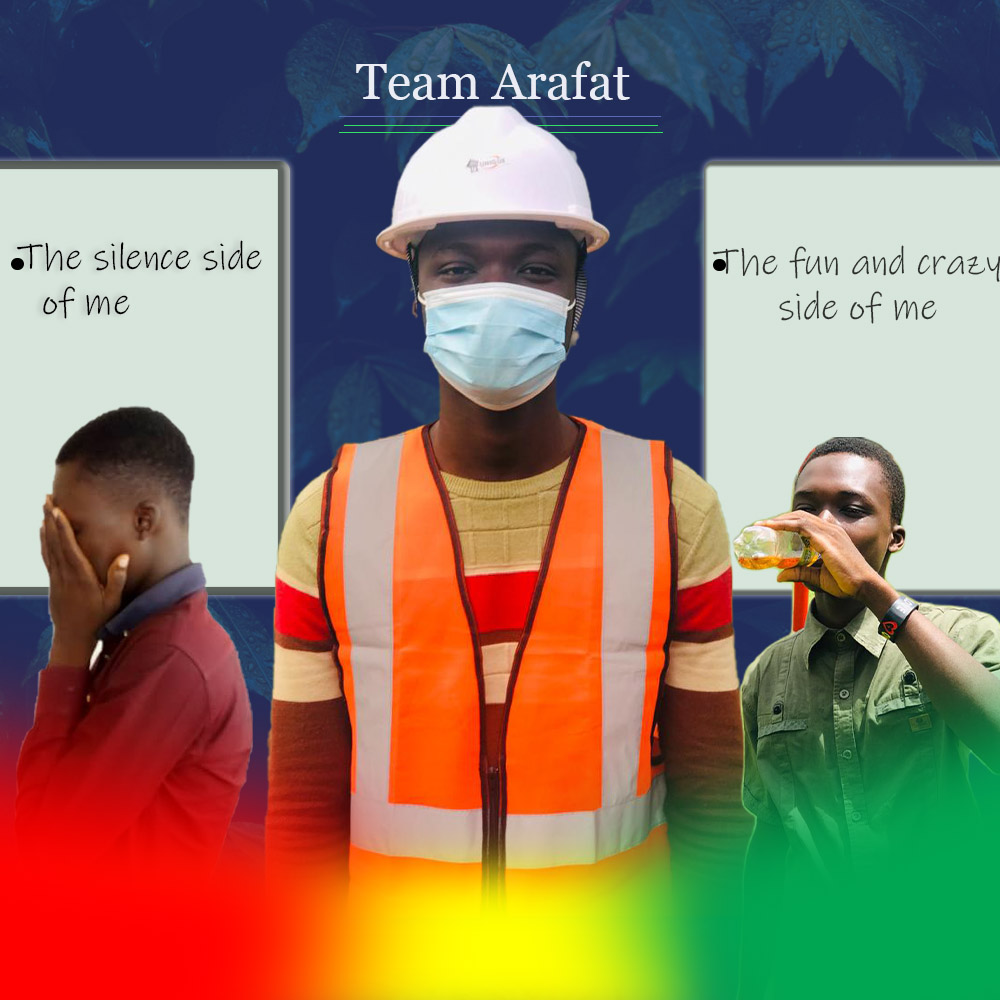 Team Arafat
•The silence side
of me
•The fun and crazy
side of me